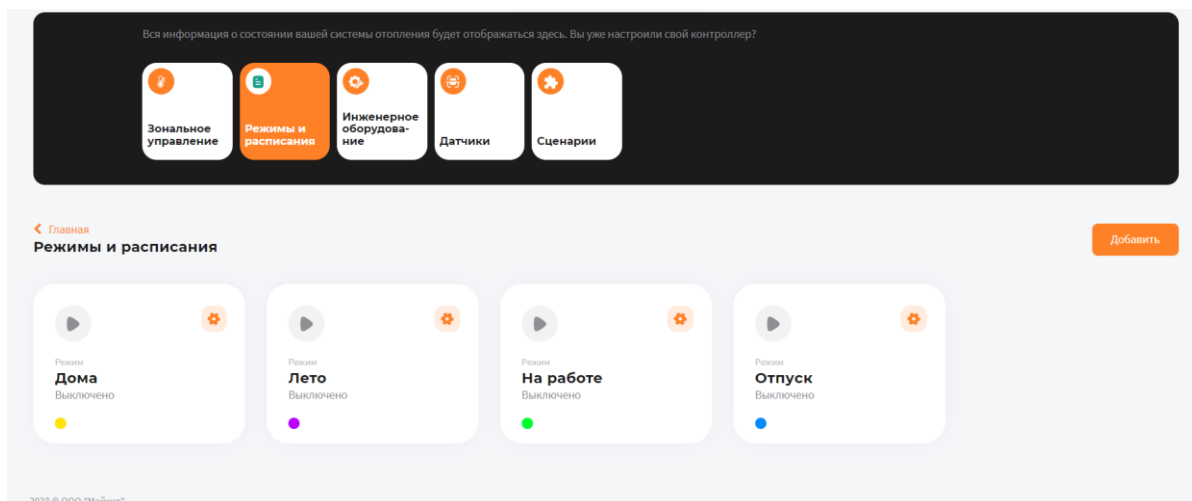 Вся информация о состоянии вашей системы отопления будет отображаться здесь. Вы уже настроили свой контроллер?
Зональное
управление
Режимы и
расписания
Инженерное
оборудова-
ние
Датчики
Сценарии
Главная
Режимы и расписания
Добавить
Режим
Дома
Выключено
Режим
Лето
Выключено
Режим
На работе
Выключено
Режим
Отпуск
Выключено
2023 © ООО